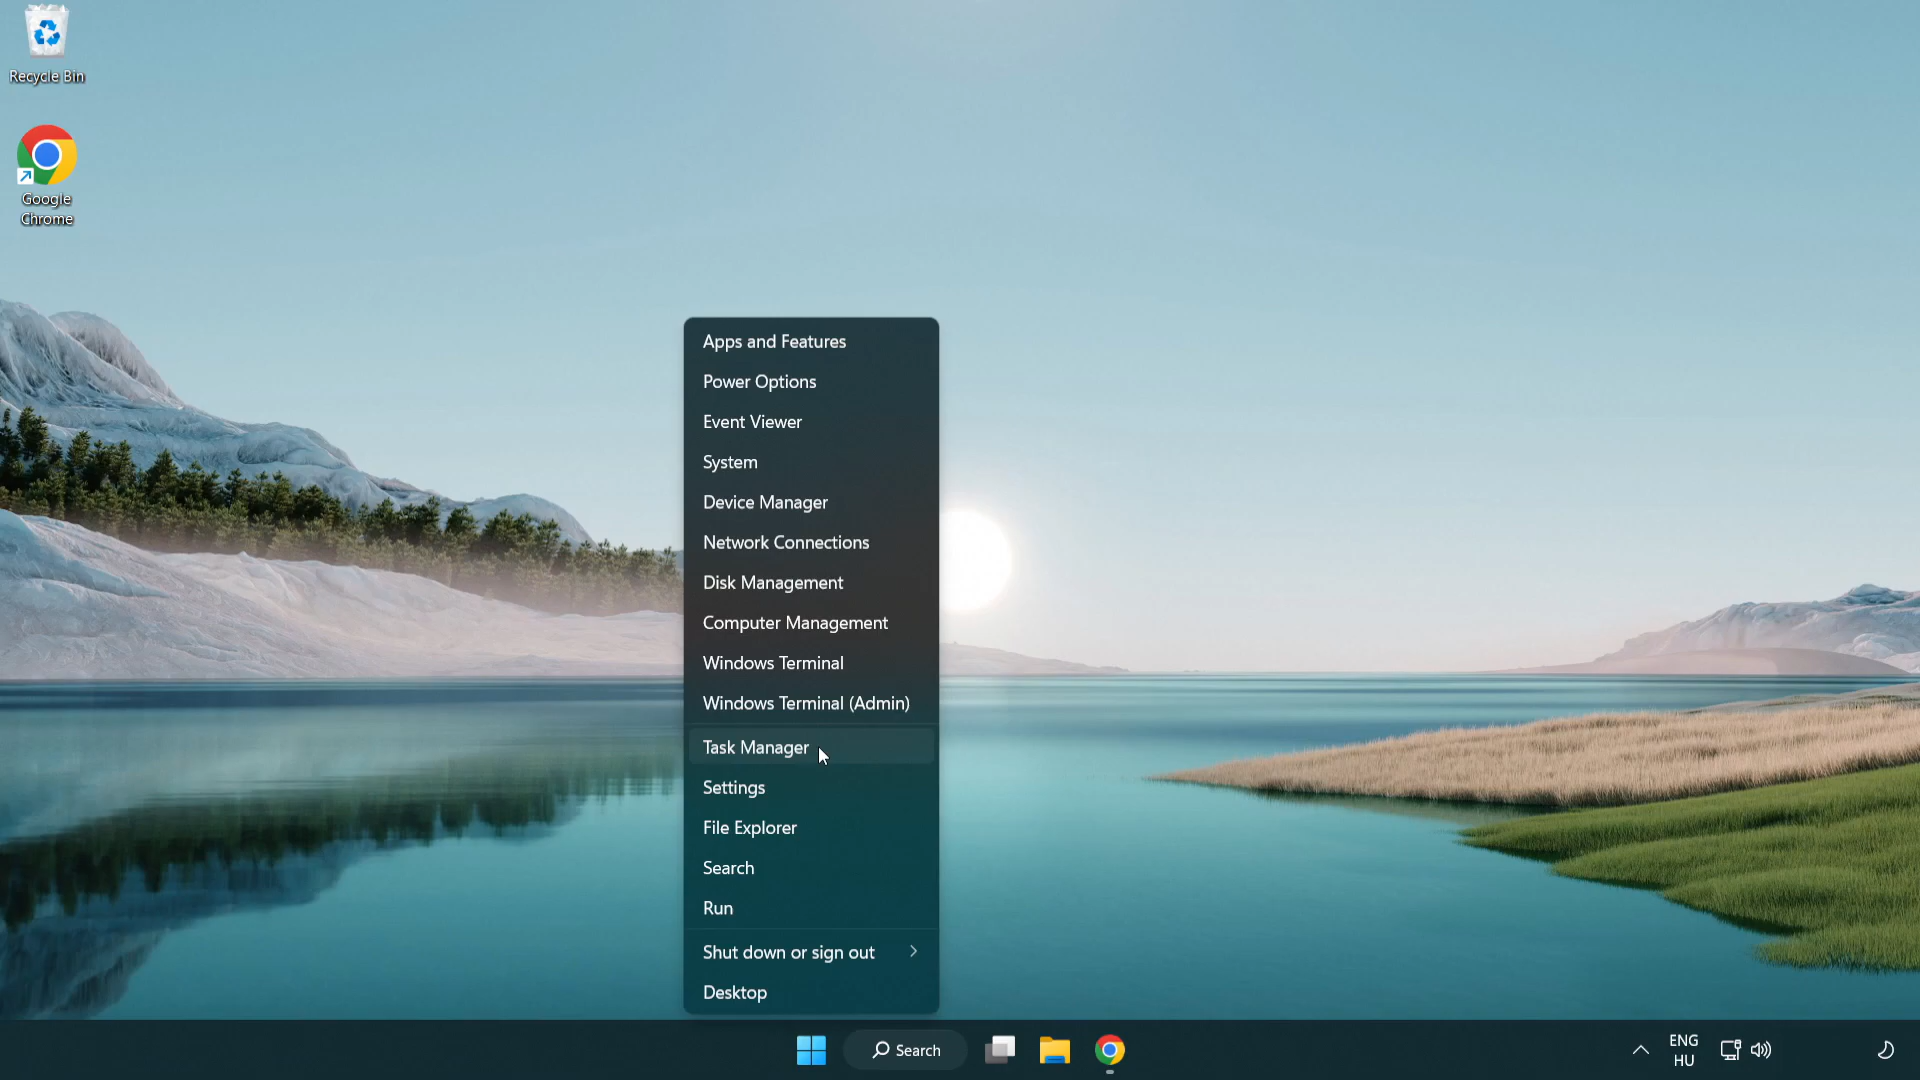 Recycle Bin
Google
Chrome
Apps and Features
Power Options
Event Viewer
System
Device Manager
Network Connections
Disk Management
Computer Management
Windows Terminal
Windows Terminal (Admin)
Task Manager
Settings
File Explorer
Search
Run
Shut down or sign out
Desktop
Search
ENG
HU